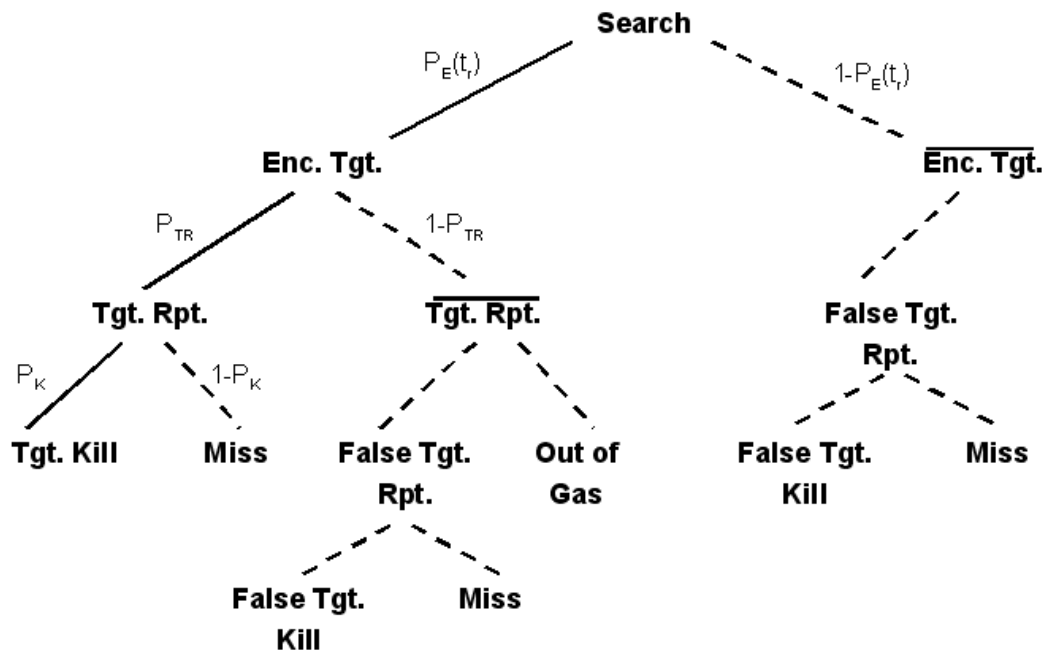 Search
P_E(t_r)
1-P_E(t_r)
Enc. Tgt.
Enc. Tgt.
P_TR
1-P_TR
Tgt. Rpt.
Tgt. Rpt.
False Tgt.
Rpt.
P_K
1-P_K
Tgt. Kill
Miss
False Tgt.
Rpt.
Out of
Gas
False Tgt.
Kill
Miss
False Tgt.
Kill
Miss